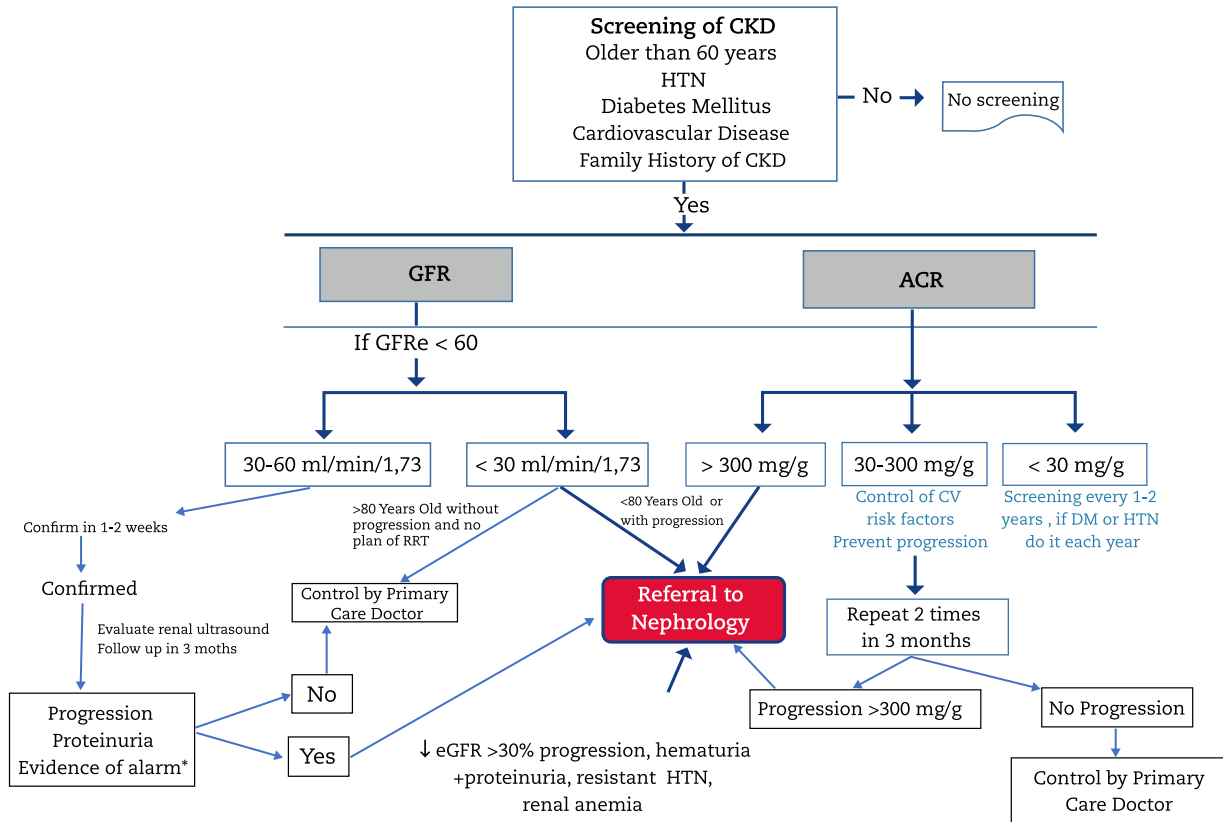 Screening of CKD
Older than 60 years
HTN
Diabetes Mellitus
Cardiovascular Disease
Family History of CKD
No
No screening
Yes
GFR
ACR
If GFRe < 60
30-60 ml/min/1,73
< 30 ml/min/1,73
> 300 mg/g
30-300 mg/g
< 30 mg/g
Control of CV
risk factors
Prevent progression
Screening every 1-2
years , if DM or HTN
do it each year
>80 Years Old without
progression and no
plan of RRT
<80 Years Old or
with progression
Confirm in 1-2 weeks
Confirmed
Control by Primary
Care Doctor
Referral to
Nephrology
Repeat 2 times
in 3 months
Evaluate renal ultrasound
Follow up in 3 moths
Progression
Proteinuria
Evidence of alarm*
No
Yes
Progression >300 mg/g
No Progression
↓ eGFR >30% progression, hematuria
+proteinuria, resistant HTN,
renal anemia
Control by Primary
Care Doctor